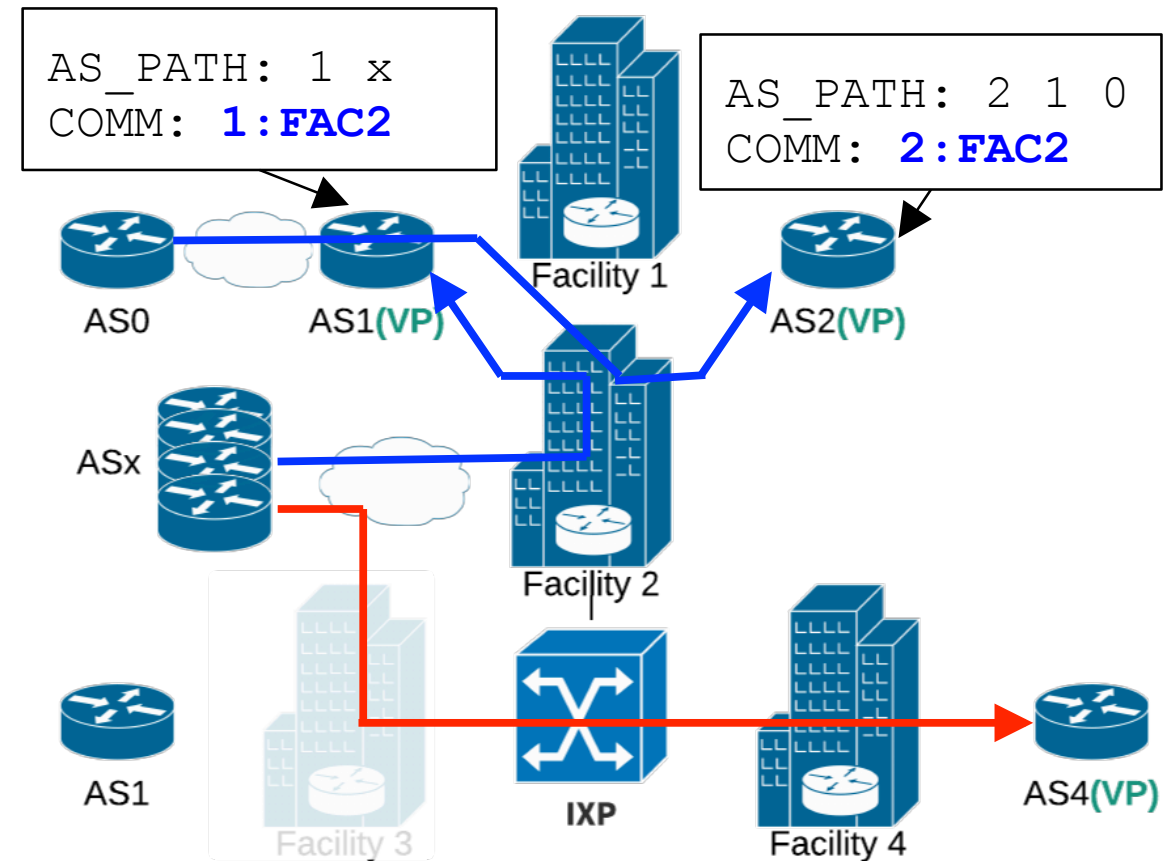 AS_PATH: 1 x
COMM: 1:FAC2
AS_PATH: 2 1 0
COMM: 2:FAC2
Facility 1
AS0
AS1(VP)
AS2(VP)
ASx
Facility 2
AS1
IXP
AS4(VP)
Facility 3
Facility 4